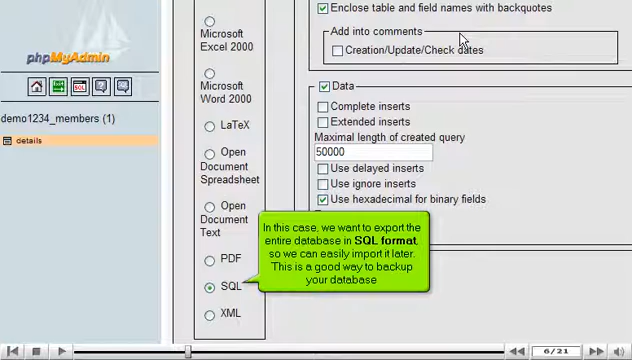 Enclose table and field names with backquotes
Add into comments
Creation/Update/Check dates
Microsoft
Excel 2000
phpMyAdmin
Data
Microsoft
Word 2000
Complete inserts
demo1234_members (1)
Extended inserts
LaTeX
Maximal length of created query
details
50000
Open
Document
Spreadsheet
Use delayed inserts
Use ignore inserts
Use hexadecimal for binary fields
Open
Document
Text
In this case, we want to export the
entire database in SQL format,
so we can easily import it later.
This is a good way to backup
your database
PDF
SQL
XML
6/21